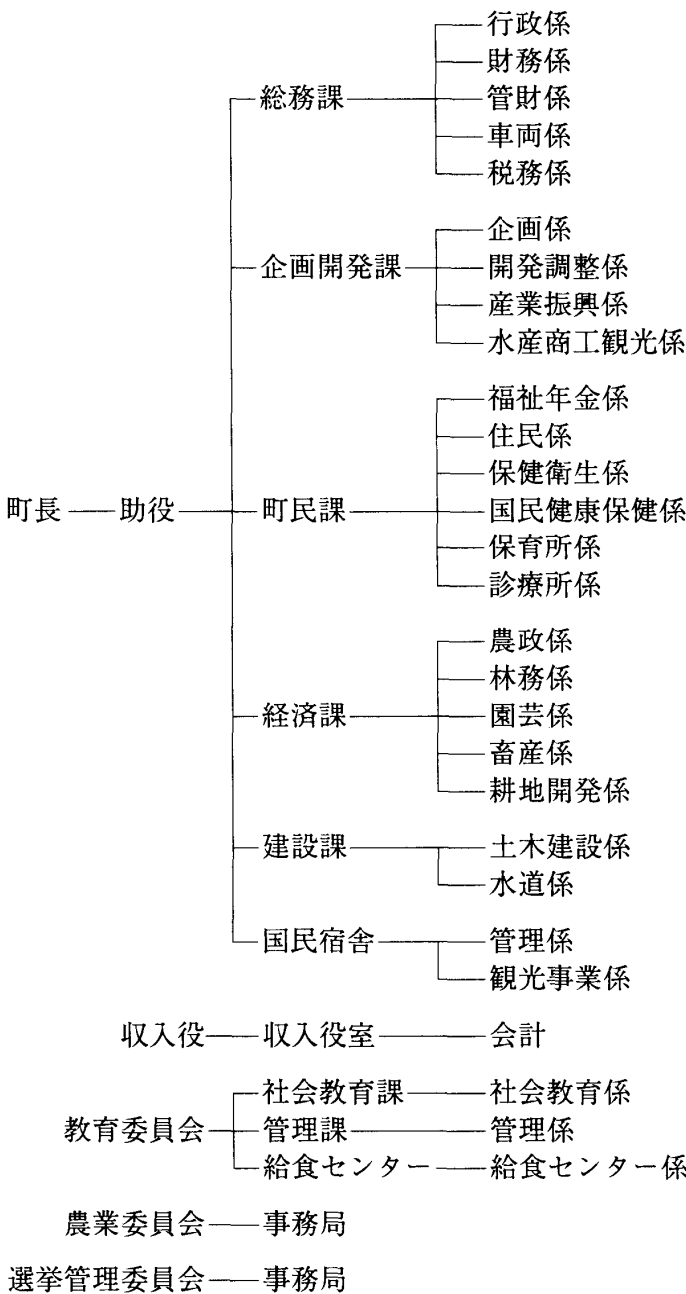 行政係
財務係
総務課 管財係
車両係
税務係
企画係
企画開発課 開発調整係
産業振興係
水産商工観光係
福祉年金係
住民係
保健衛生係
町長 助役 町民課 国民健康保健係
保育所係
診療所係
農政係
林務係
経済課 園芸係
畜産係
耕地開発係
建設課 土木建設係
水道係
国民宿舎 管理係
観光事業係
収入役 収入役室 会計
社会教育課 社会教育係
教育委員会 管理課 管理係
給食センター 給食センター係
農業委員会 事務局
選挙管理委員会 事務局